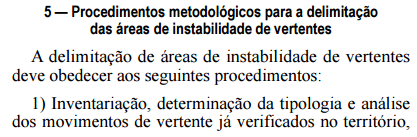 5 — Procedimentos metodológicos para a delimitação
das áreas de instabilidade de vertentes
A delimitação de áreas de instabilidade de vertentes
deve obedecer aos seguintes procedimentos:
1) Inventariação, determinação da tipologia e análise
dos movimentos de vertente já verificados no território,